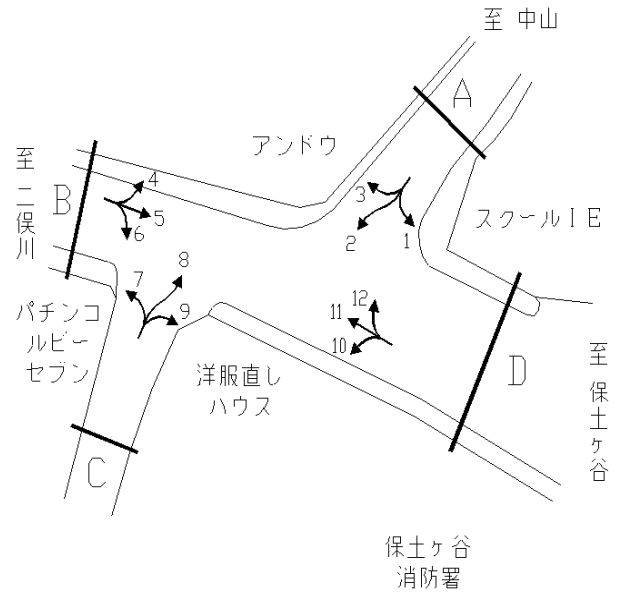 至 中山
A
アンドウ
至 二俣川
B
4
5
6
3
2
1
スクールIE
7
8
9
12
11
10
パチンコ
ルビー
セブン
洋服直し
ハウス
D
至 保土ヶ谷
C
保土ヶ谷
消防署